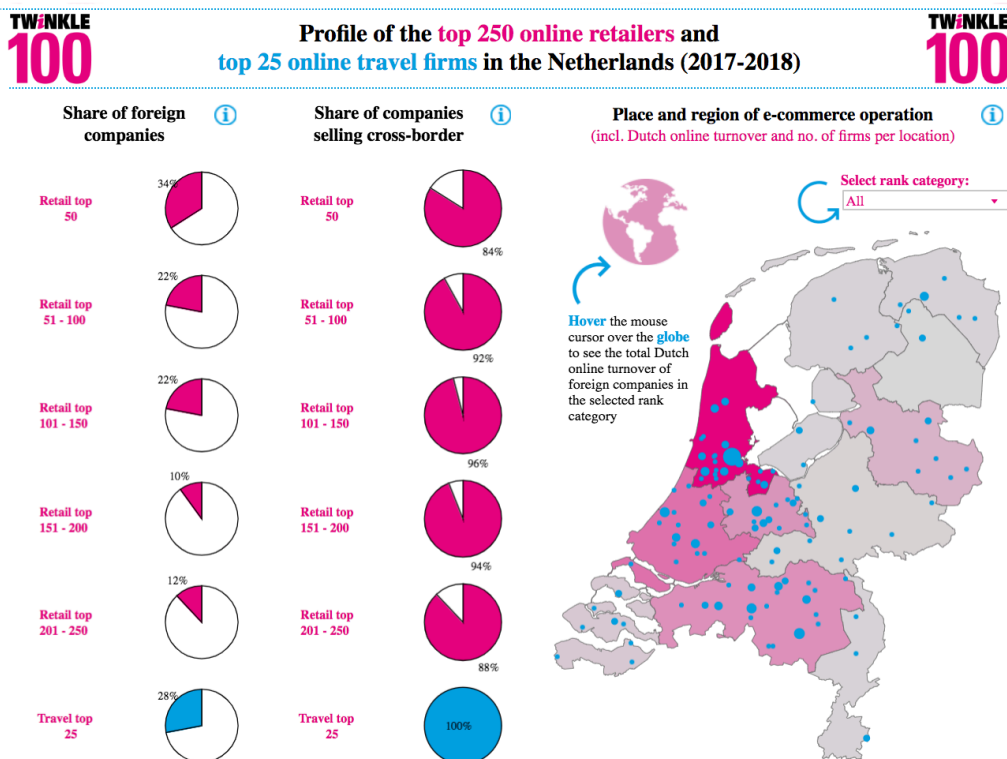 TWiNKLE
100
Profile of the top 250 online retailers and
top 25 online travel firms in the Netherlands (2017-2018)
TWiNKLE
100
Share of foreign
companies
i
Share of companies
selling cross-border
i
Place and region of e-commerce operation
(incl. Dutch online turnover and no. of firms per location)
i
Select rank category:
All
Hover the mouse
cursor over the globe
to see the total Dutch
online turnover of
foreign companies in
the selected rank
category
Retail top
50
34%
Retail top
50
84%
Retail top
51 - 100
22%
Retail top
51 - 100
92%
Retail top
101 - 150
22%
Retail top
101 - 150
96%
Retail top
151 - 200
10%
Retail top
151 - 200
94%
Retail top
201 - 250
12%
Retail top
201 - 250
88%
Travel top
25
28%
Travel top
25
100%